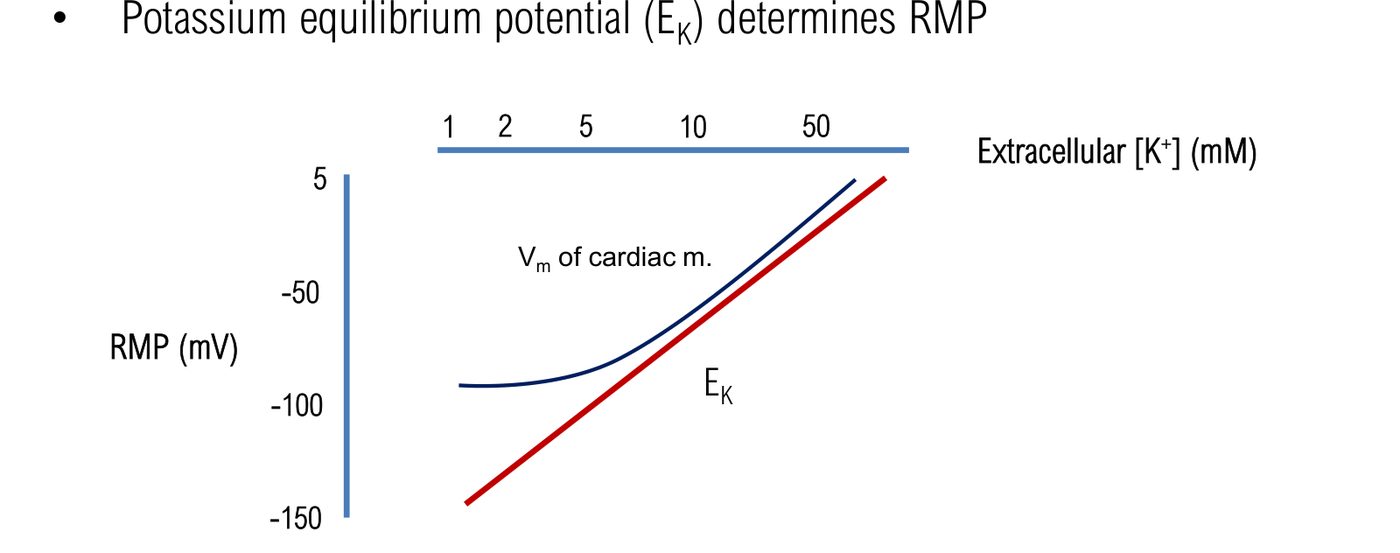 • Potassium equilibrium potential (EK) determines RMP
1 2 5 10 50
Extracellular [K+] (mM)
5
Vm of cardiac m.
-50
RMP (mV)
EK
-100
-150